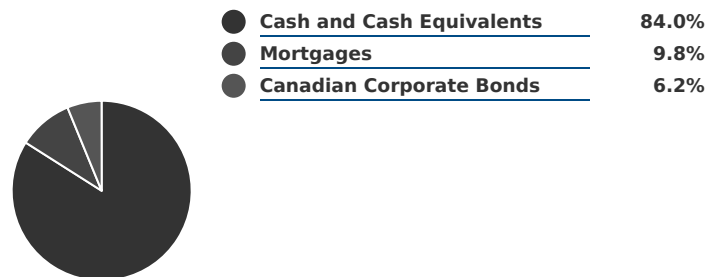 Cash and Cash Equivalents 84.0%
Mortgages 9.8%
Canadian Corporate Bonds 6.2%